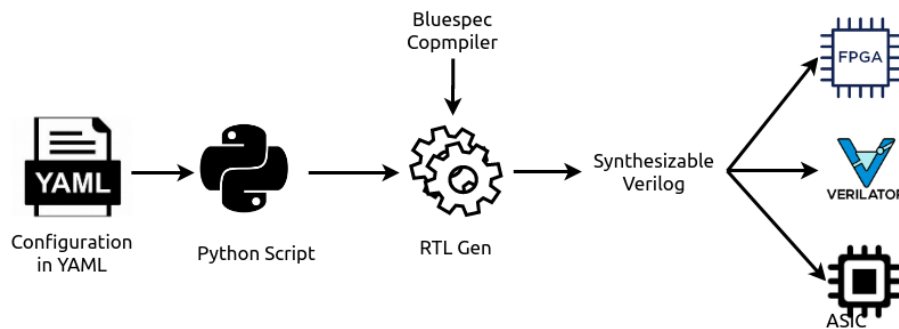 Bluespec
Copmpiler
FPGA
YAML
Synthesizable
Verilog
VERILATOR
Configuration
in YAML
Python Script
RTL Gen
ASIC